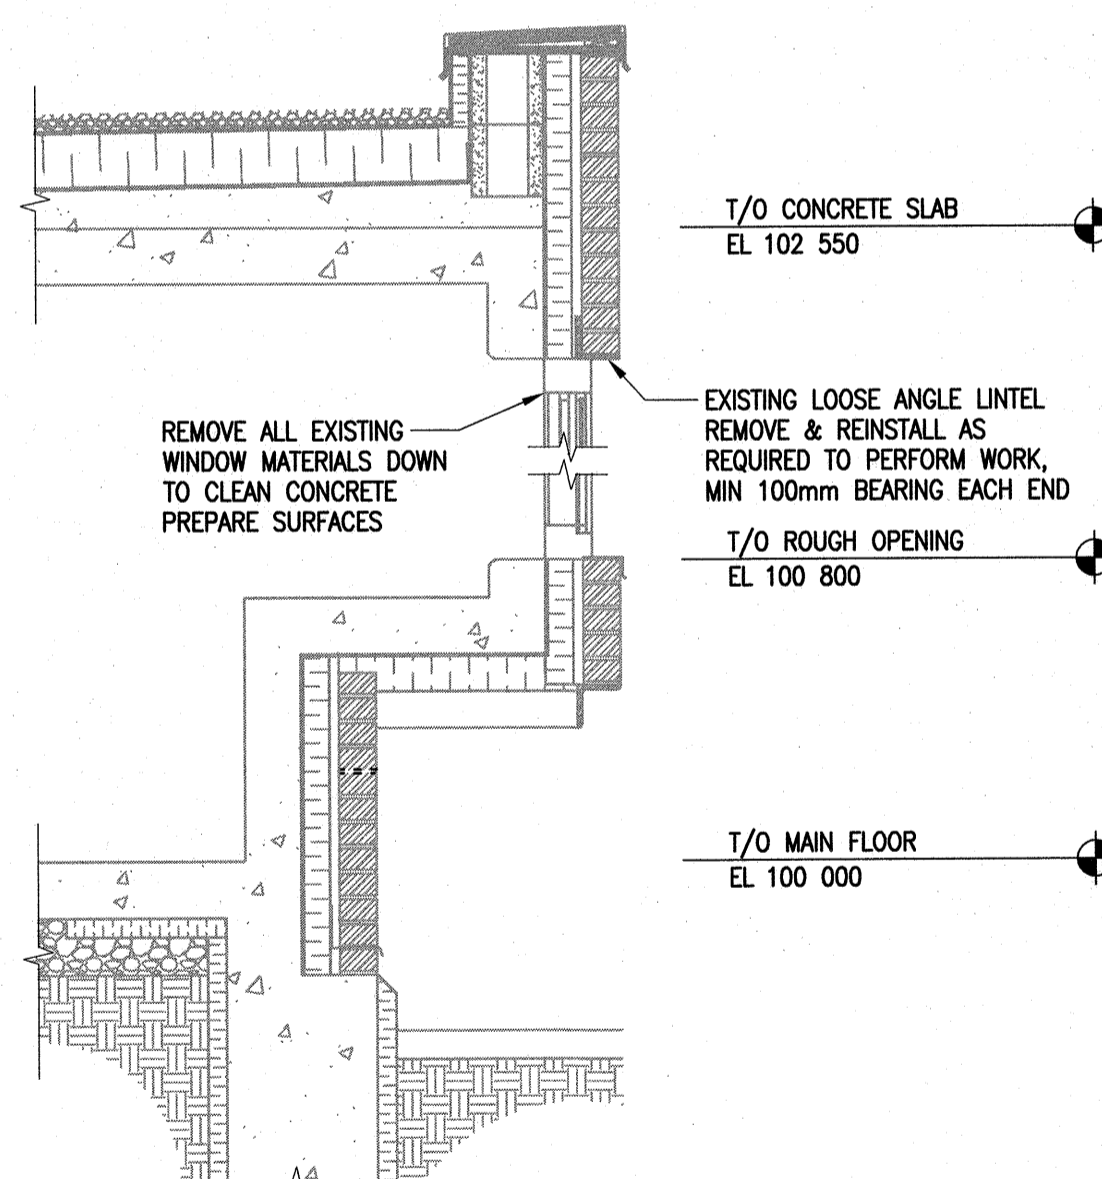 T/O CONCRETE SLAB
EL 102 550
REMOVE ALL EXISTING
WINDOW MATERIALS DOWN
TO CLEAN CONCRETE
PREPARE SURFACES
EXISTING LOOSE ANGLE LINTEL
REMOVE & REINSTALL AS
REQUIRED TO PERFORM WORK,
MIN 100mm BEARING EACH END
T/O ROUGH OPENING
EL 100 800
T/O MAIN FLOOR
EL 100 000